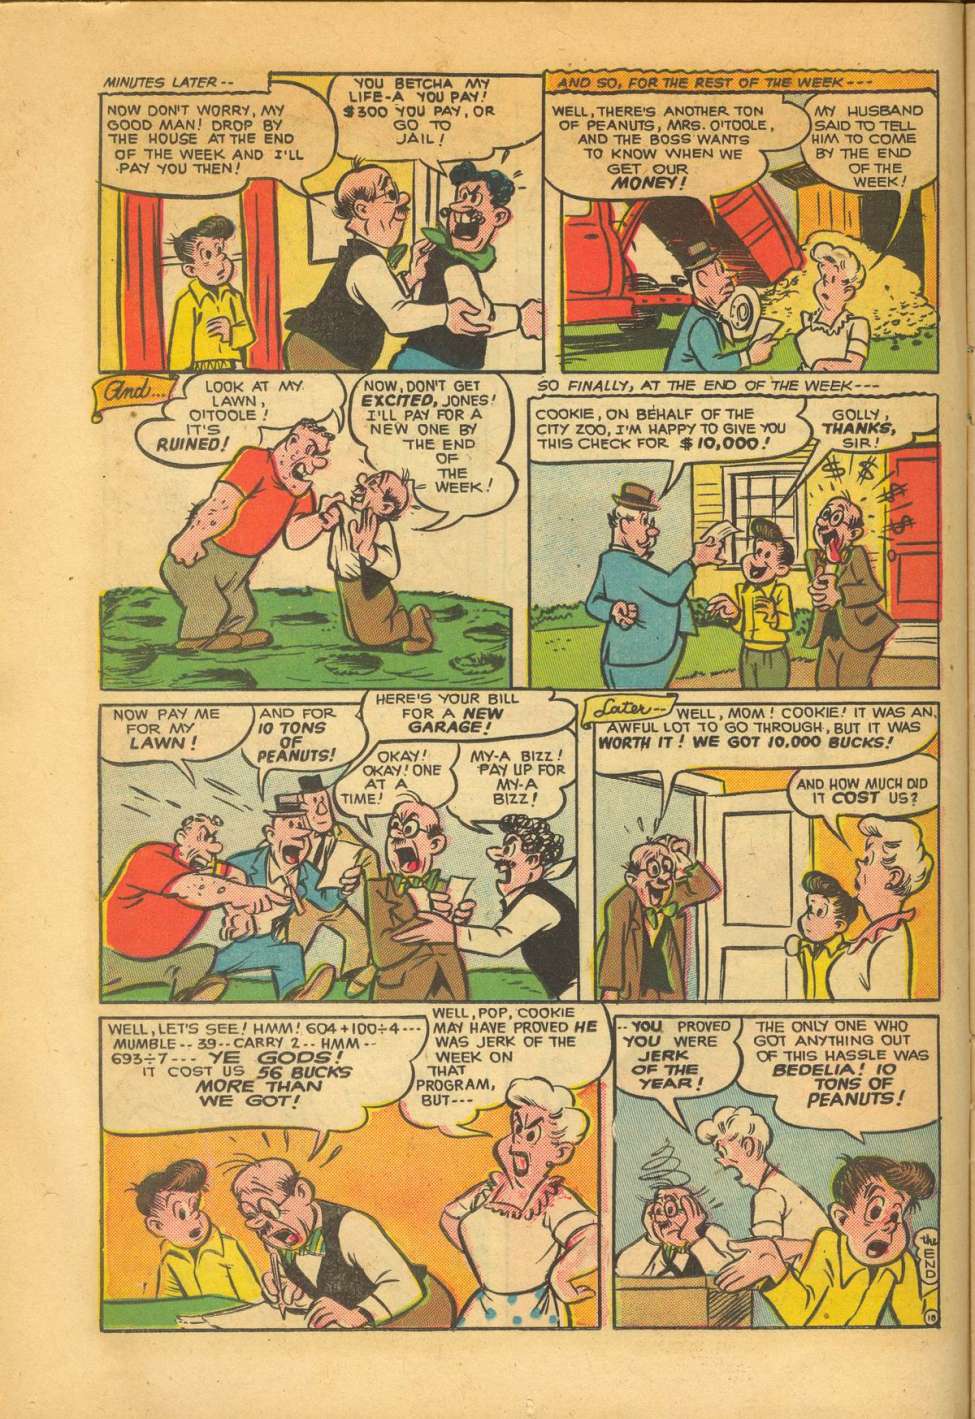 MINUTES LATER--
NOW DON'T WORRY, MY
GOOD MAN! DROP BY
THE HOUSE AT THE END
OF THE WEEK AND I'LL
PAY YOU THEN!
YOU BETCHA MY
LIFE-A YOU PAY!
$300 YOU PAY, OR
GO TO
JAIL!
AND SO, FOR THE REST OF THE WEEK---
WELL, THERE'S ANOTHER TON
OF PEANUTS, MRS. O'TOOLE,
AND THE BOSS WANTS
TO KNOW WHEN WE
GET OUR
MONEY!
MY HUSBAND
SAID TO TELL
HIM TO COME
BY THE END
OF THE
WEEK!
And...
LOOK AT MY
LAWN,
O'TOOLE!
IT'S
RUINED!
NOW, DON'T GET
EXCITED, JONES!
I'LL PAY FOR A
NEW ONE BY
THE END
OF
THE
WEEK!
SO FINALLY, AT THE END OF THE WEEK---
COOKIE, ON BEHALF OF THE
CITY ZOO, I'M HAPPY TO GIVE YOU
THIS CHECK FOR $10,000!
GOLLY,
THANKS,
SIR!
$ $ $ $ $ $
NOW PAY ME
FOR MY
LAWN!
AND FOR
10 TONS
OF
PEANUTS!
HERE'S YOUR BILL
FOR A NEW
GARAGE!
OKAY!
OKAY! ONE
AT A
TIME!
MY-A BIZZ!
PAY UP FOR
MY-A
BIZZ!
Later--
WELL, MOM! COOKIE! IT WAS AN
AWFUL LOT TO GO THROUGH, BUT IT WAS
WORTH IT! WE GOT 10,000 BUCKS!
AND HOW MUCH DID
IT COST US?
WELL, LET'S SEE! HMM! 604+100÷4---
MUMBLE--39--CARRY 2--HMM--
693÷7--- YE GODS!
IT COST US 56 BUCKS
MORE THAN
WE GOT!
WELL, POP, COOKIE
MAY HAVE PROVED HE
WAS JERK OF THE
WEEK ON
THAT
PROGRAM,
BUT---
--YOU PROVED
YOU WERE
JERK
OF THE
YEAR!
THE ONLY ONE WHO
GOT ANYTHING OUT
OF THIS HASSLE WAS
BEDELIA! 10
TONS OF
PEANUTS!
the
END
10